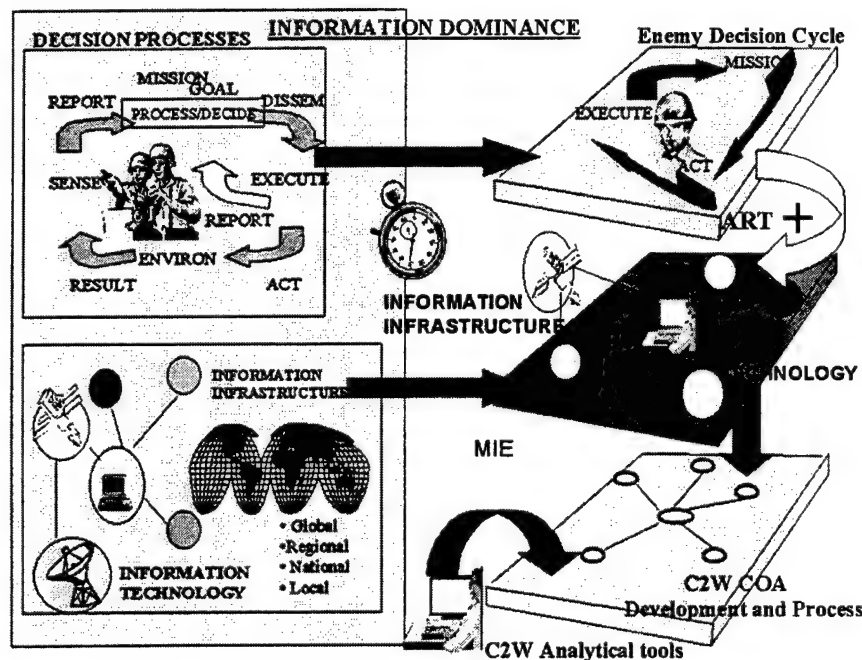 INFORMATION DOMINANCE
DECISION PROCESSES
MISSION
GOAL
REPORT
PROCESS/DECIDE
DISSEM
SENSE
EXECUTE
REPORT
ENVIRON
RESULT
ACT
INFORMATION
INFRASTRUCTURE
• Global
•Regional
• National
• Local
INFORMATION
TECHNOLOGY
Enemy Decision Cycle
MISSION
EXECUTE
ACT
ART +
INFORMATION
INFRASTRUCTURE
MIE
C2W COA
Development and Process
C2W Analytical tools